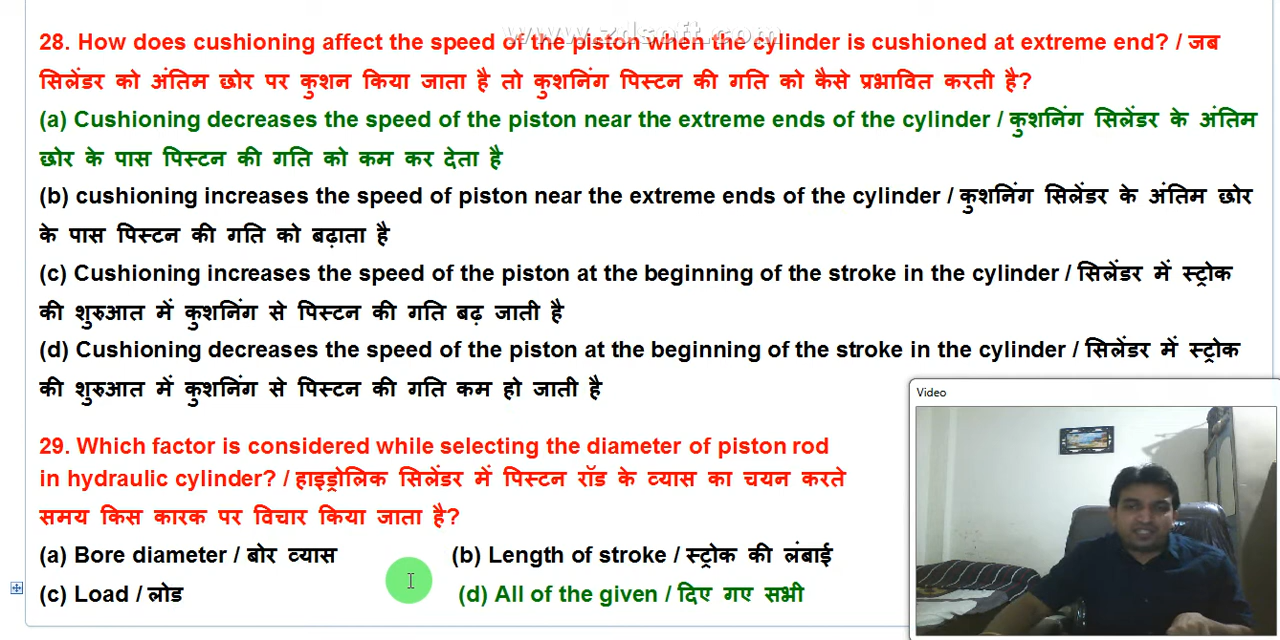 www.zdsoft.com
28. How does cushioning affect the speed of the piston when the cylinder is cushioned at extreme end? / जब
सिलेंडर को अंतिम छोर पर कुशन किया जाता है तो कुशनिंग पिस्टन की गति को कैसे प्रभावित करती है?
(a) Cushioning decreases the speed of the piston near the extreme ends of the cylinder / कुशनिंग सिलेंडर के अंतिम
छोर के पास पिस्टन की गति को कम कर देता है
(b) cushioning increases the speed of piston near the extreme ends of the cylinder / कुशनिंग सिलेंडर के अंतिम छोर
के पास पिस्टन की गति को बढ़ाता है
(c) Cushioning increases the speed of the piston at the beginning of the stroke in the cylinder / सिलेंडर में स्ट्रोक
की शुरुआत में कुशनिंग से पिस्टन की गति बढ़ जाती है
(d) Cushioning decreases the speed of the piston at the beginning of the stroke in the cylinder / सिलेंडर में स्ट्रोक
की शुरुआत में कुशनिंग से पिस्टन की गति कम हो जाती है
Video
29. Which factor is considered while selecting the diameter of piston rod
in hydraulic cylinder? / हाइड्रोलिक सिलेंडर में पिस्टन रॉड के व्यास का चयन करते
समय किस कारक पर विचार किया जाता है?
(a) Bore diameter / बोर व्यास (b) Length of stroke / स्ट्रोक की लंबाई
(c) Load / लोड (d) All of the given / दिए गए सभी